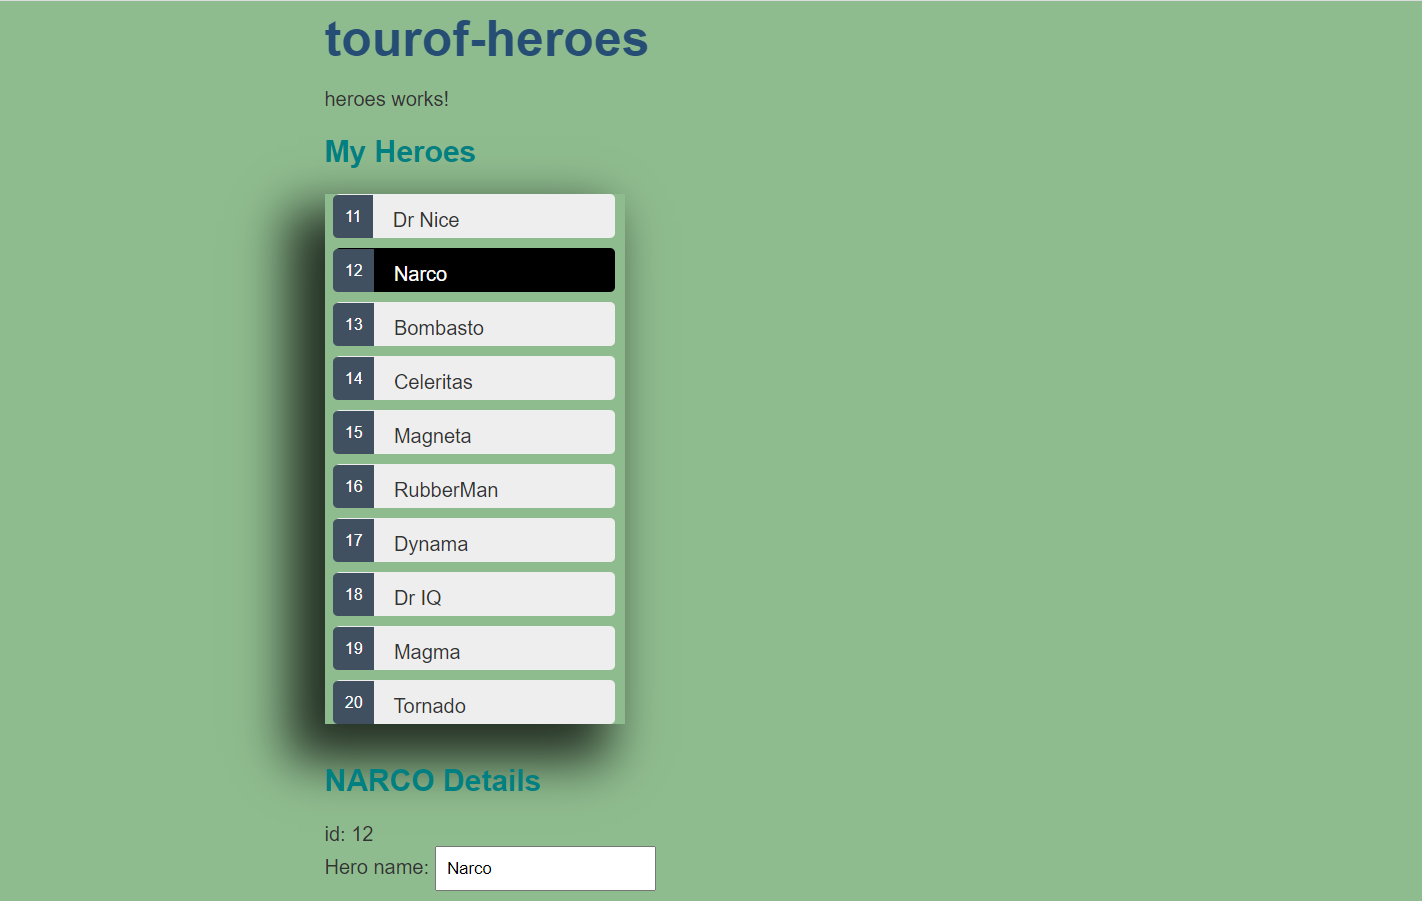 tourof-heroes
heroes works!
My Heroes
11 Dr Nice
12 Narco
13 Bombasto
14 Celeritas
15 Magneta
16 RubberMan
17 Dynama
18 Dr IQ
19 Magma
20 Tornado
NARCO Details
id: 12
Hero name: Narco